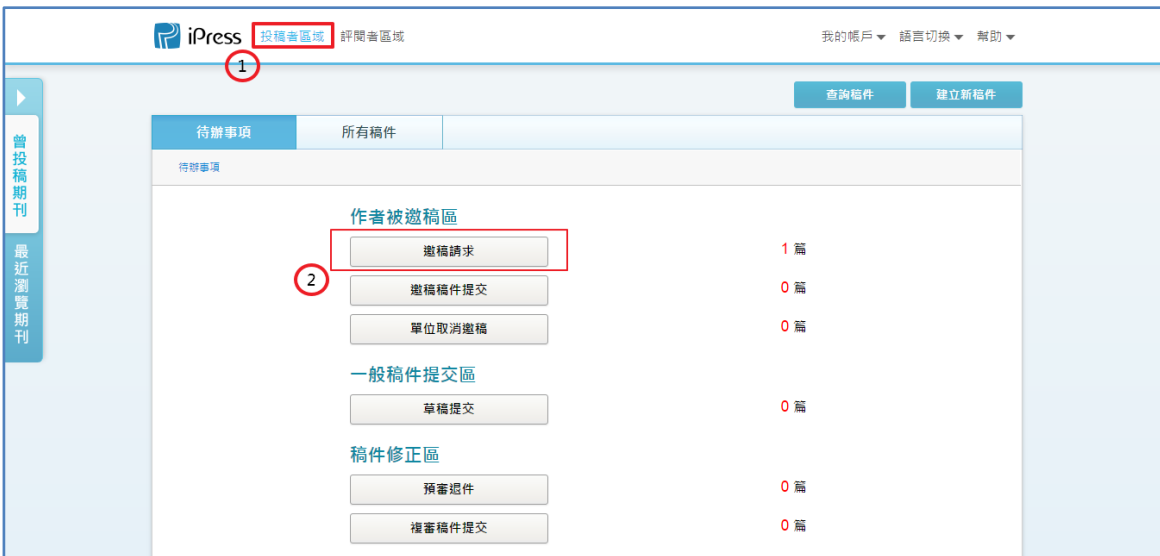 iPress 投稿者區域 評閱者區域 我的帳戶 語言切換 幫助
1
查詢稿件 建立新稿件
曾投稿期刊
最近瀏覽期刊
待辦事項 所有稿件
待辦事項
作者被邀稿區
邀稿請求 1 篇
2
邀稿稿件提交 0 篇
單位取消邀稿 0 篇
一般稿件提交區
草稿提交 0 篇
稿件修正區
預審退件 0 篇
複審稿件提交 0 篇